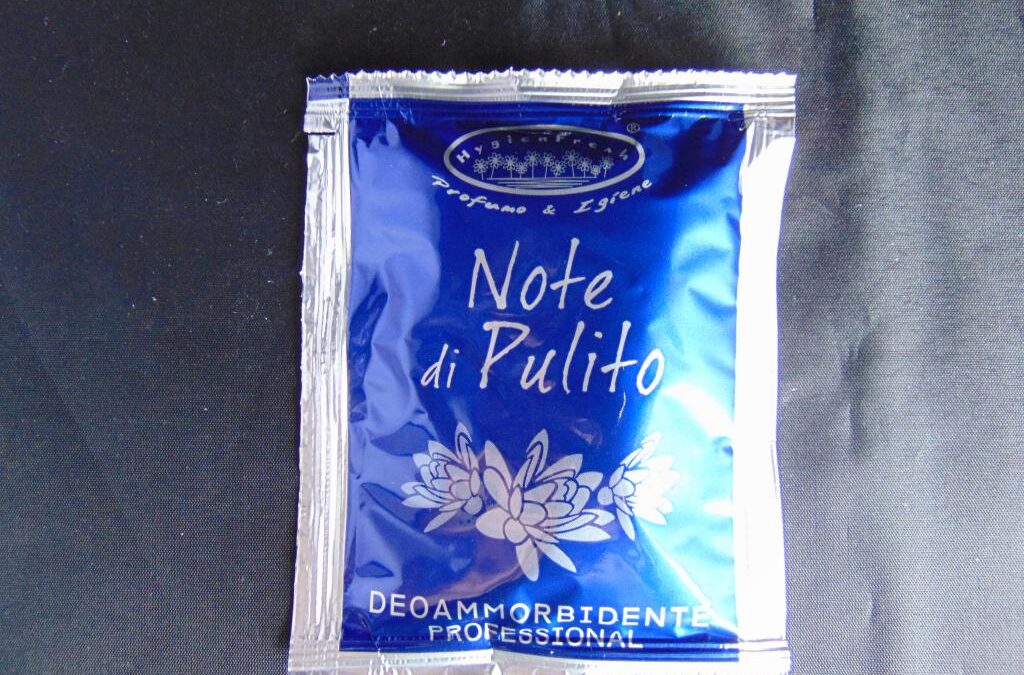 HygienFresh ®
Profumo & Igiene
Note
di Pulito
DEOAMMORBIDENTE
PROFESSIONAL